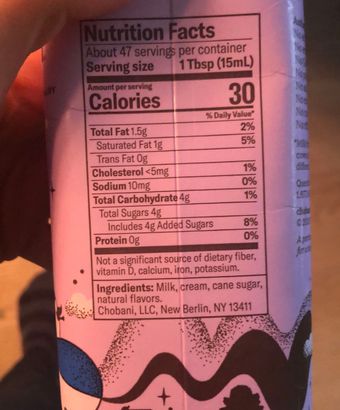 Nutrition Facts
About 47 servings per container
Serving size 1 Tbsp (15mL)
Amount per serving
Calories 30
% Daily Value*
Total Fat 1.5g 2%
Saturated Fat 1g 5%
Trans Fat 0g
Cholesterol <5mg 1%
Sodium 10mg 0%
Total Carbohydrate 4g 1%
Total Sugars 4g
Includes 4g Added Sugars 8%
Protein 0g 0%
Not a significant source of dietary fiber,
vitamin D, calcium, iron, potassium.
Ingredients: Milk, cream, cane sugar,
natural flavors.
Chobani, LLC, New Berlin, NY 13411